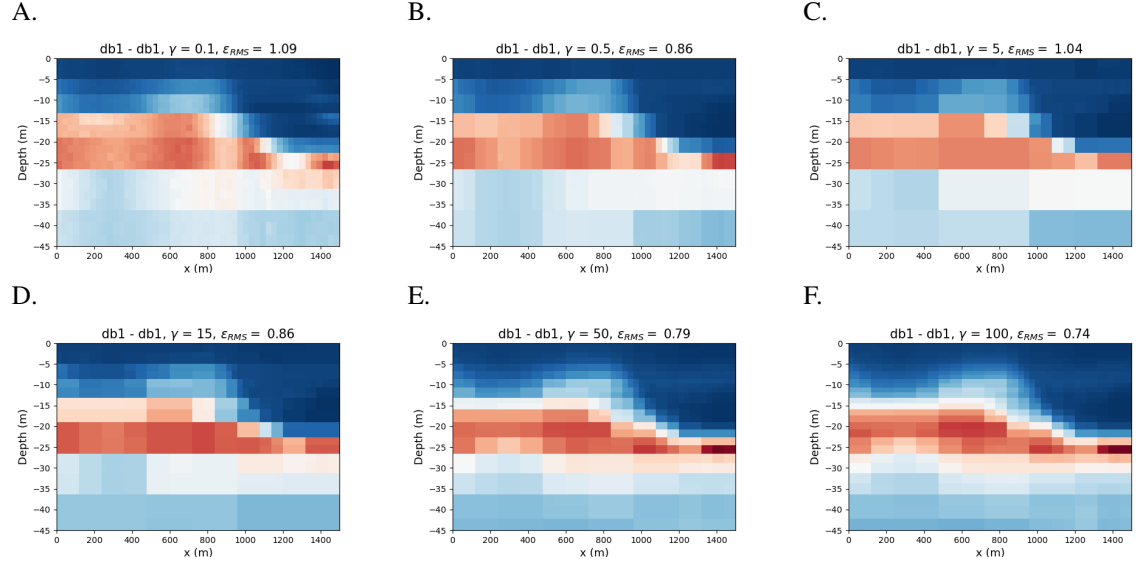 A.
db1 - db1, γ = 0.1, ε_RMS = 1.09
0
−5
−10
−15
−20
−25
−30
−35
−40
−45
Depth (m)
0 200 400 600 800 1000 1200 1400
x (m)
B.
db1 - db1, γ = 0.5, ε_RMS = 0.86
0
−5
−10
−15
−20
−25
−30
−35
−40
−45
Depth (m)
0 200 400 600 800 1000 1200 1400
x (m)
C.
db1 - db1, γ = 5, ε_RMS = 1.04
0
−5
−10
−15
−20
−25
−30
−35
−40
−45
Depth (m)
0 200 400 600 800 1000 1200 1400
x (m)
D.
db1 - db1, γ = 15, ε_RMS = 0.86
0
−5
−10
−15
−20
−25
−30
−35
−40
−45
Depth (m)
0 200 400 600 800 1000 1200 1400
x (m)
E.
db1 - db1, γ = 50, ε_RMS = 0.79
0
−5
−10
−15
−20
−25
−30
−35
−40
−45
Depth (m)
0 200 400 600 800 1000 1200 1400
x (m)
F.
db1 - db1, γ = 100, ε_RMS = 0.74
0
−5
−10
−15
−20
−25
−30
−35
−40
−45
Depth (m)
0 200 400 600 800 1000 1200 1400
x (m)